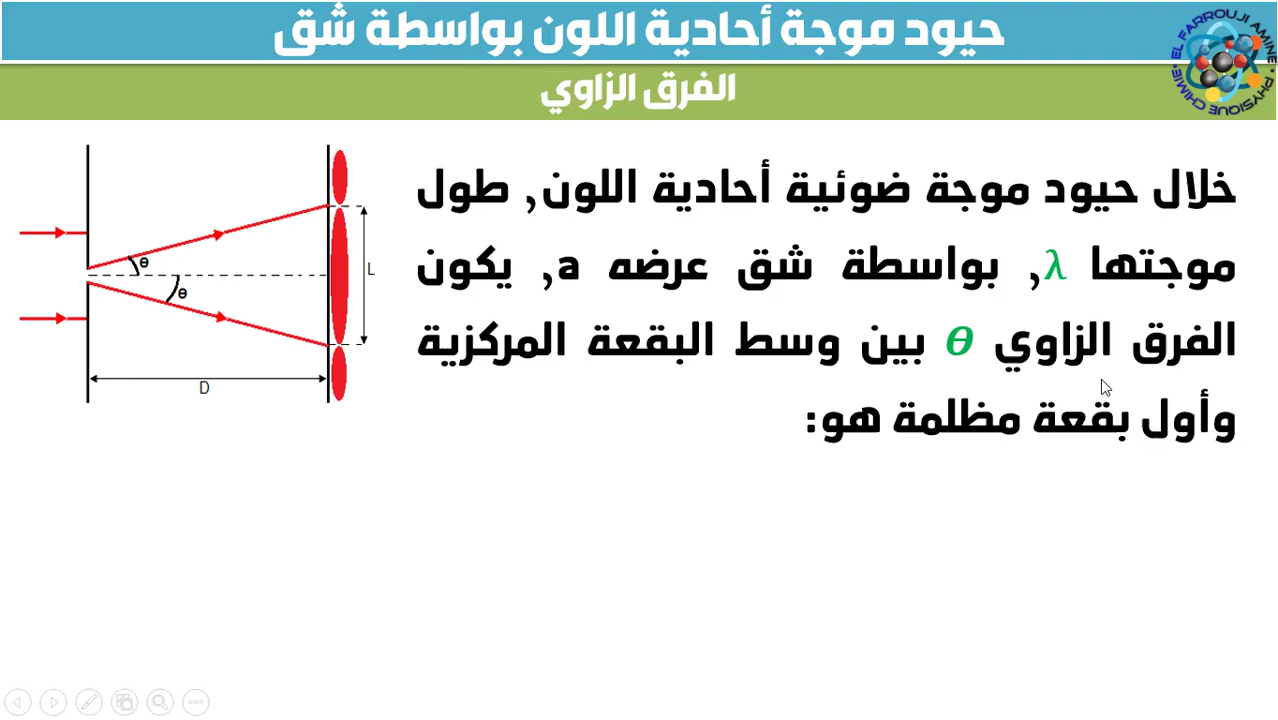 حيود موجة أحادية اللون بواسطة شق
الفرق الزاوي
EL FARROUJI AMINE
PHYSIQUE CHIMIE
خلال حيود موجة ضوئية أحادية اللون, طول
موجتها λ, بواسطة شق عرضه a, يكون
الفرق الزاوي θ بين وسط البقعة المركزية
وأول بقعة مظلمة هو:
θ
θ
L
D